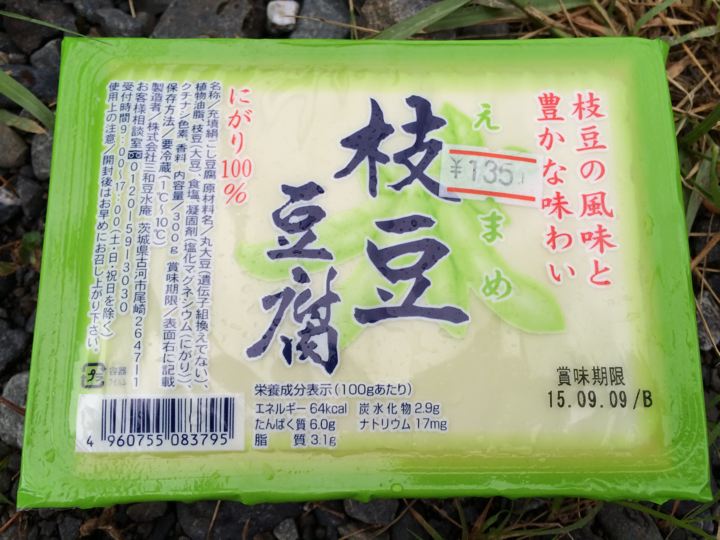 枝豆の風味と
豊かな味わい
えだまめ
¥135
枝豆
豆腐
にがり100%
名称/充填絹ごし豆腐 原材料名/丸大豆(遺伝子組換えでない)、
植物油脂、枝豆(大豆)、食塩、凝固剤:塩化マグネシウム(にがり)、
クチナシ色素、香料 内容量/300g 賞味期限/表面右に記載
保存方法/要冷蔵(1℃〜10℃)
製造者/株式会社三和豆水庵 茨城県古河市尾崎2647-1
お客様相談室 0120-59-3030
受付時間9:00〜17:00(土・日・祝日を除く)
使用上の注意/開封後はお早めにお召し上がり下さい。
容器
4 960755 083795
栄養成分表示(100gあたり)
エネルギー 64kcal 炭水化物 2.9g
たんぱく質 6.0g ナトリウム 17mg
脂質 3.1g
賞味期限
15.09.09/B